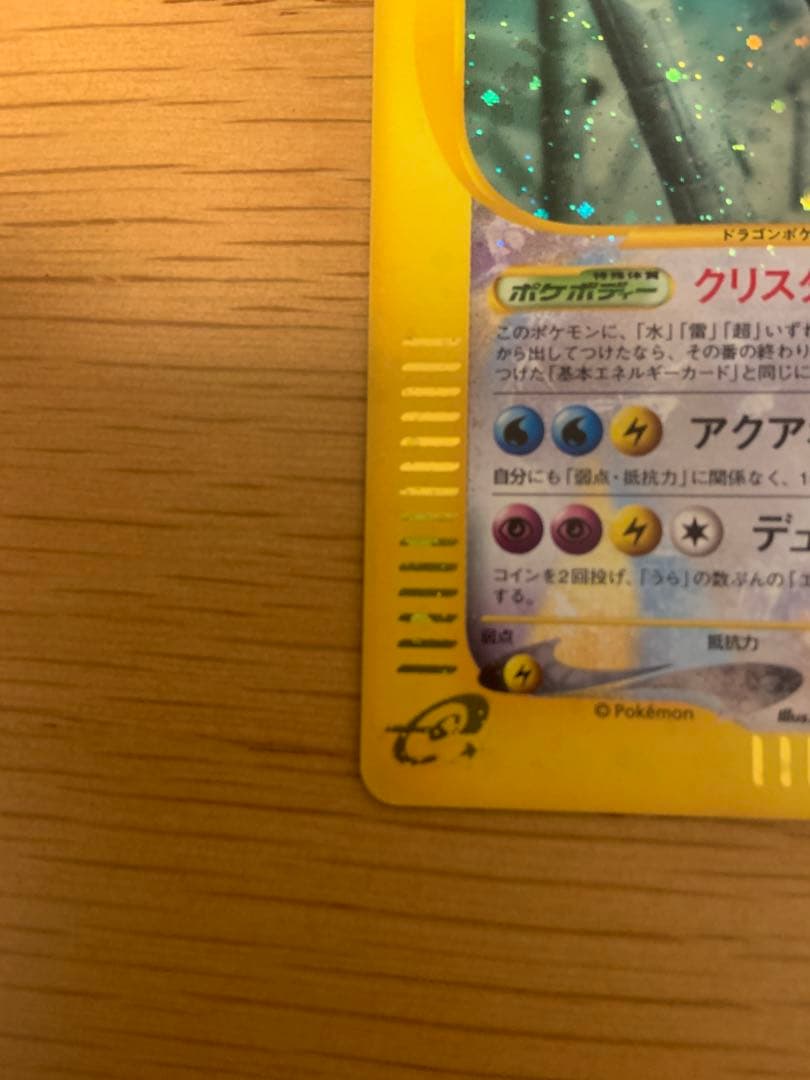 ドラゴンポケ
特殊体質
ポケボディー クリスタ
このポケモンに、「水」「雷」「超」いずれ
から出してつけたなら、その番の終わり
つけた「基本エネルギーカード」と同じに
アクア
自分にも「弱点・抵抗力」に関係なく、1
デュ
コインを2回投げ、「うら」の数ぶんの「エ
する。
弱点 抵抗力
© Pokémon Illus